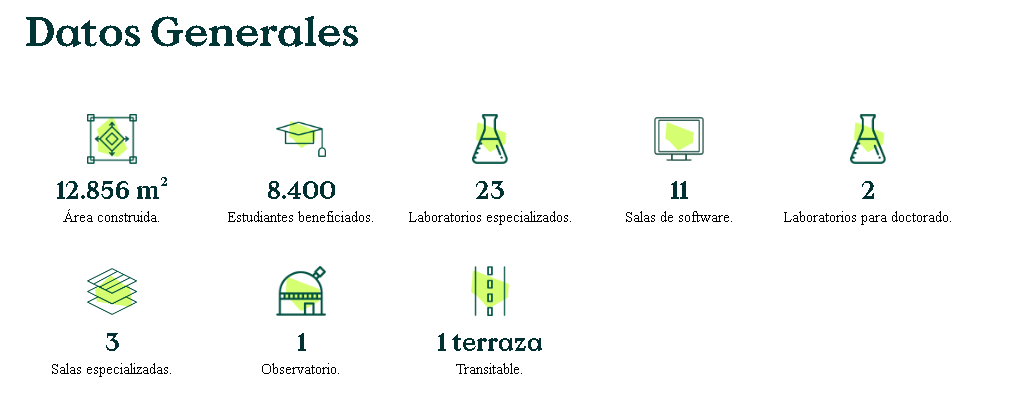 Datos Generales
12.856 m²
Área construida.
8.400
Estudiantes beneficiados.
23
Laboratorios especializados.
11
Salas de software.
2
Laboratorios para doctorado.
3
Salas especializadas.
1
Observatorio.
1 terraza
Transitable.